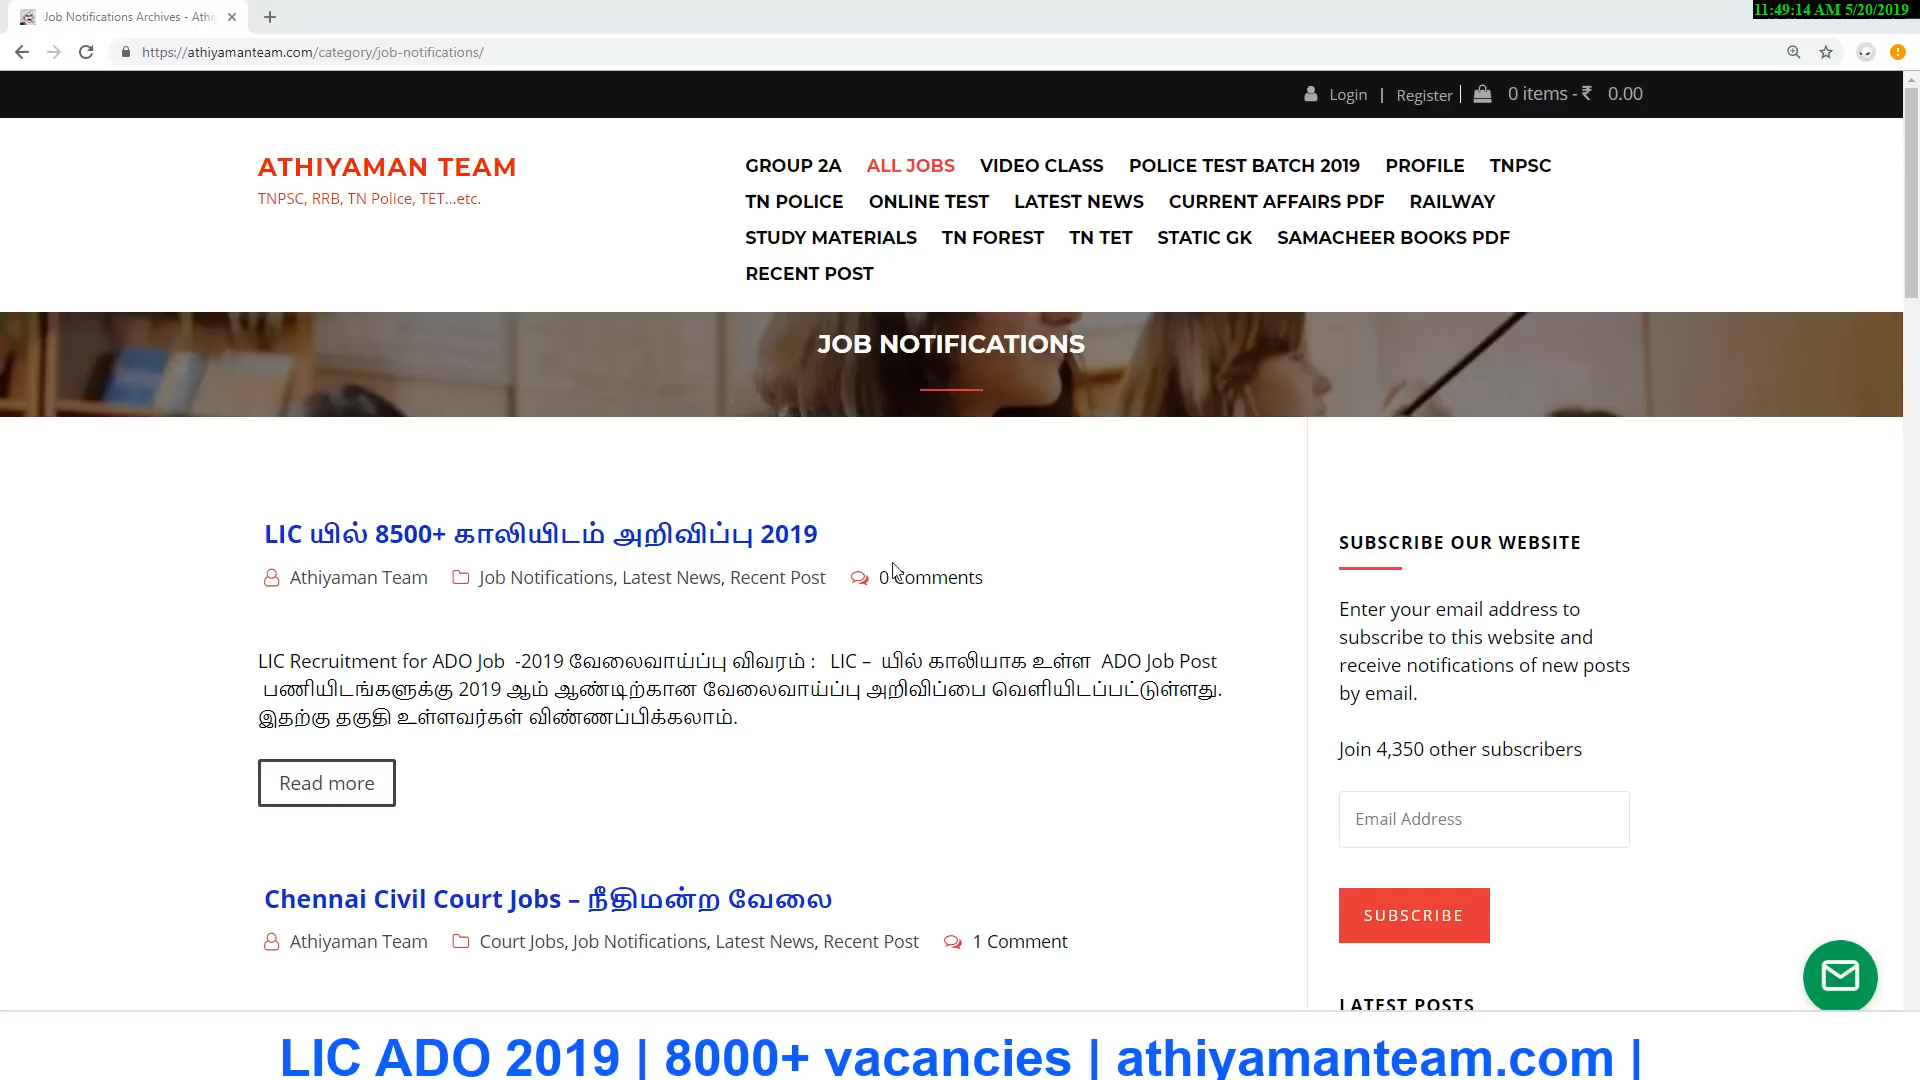 Job Notifications Archives - Athi
11:49:14 AM 5/20/2019
https://athiyamanteam.com/category/job-notifications/
Login | Register | 0 items - ₹ 0.00
ATHIYAMAN TEAM
TNPSC, RRB, TN Police, TET...etc.
GROUP 2A ALL JOBS VIDEO CLASS POLICE TEST BATCH 2019 PROFILE TNPSC
TN POLICE ONLINE TEST LATEST NEWS CURRENT AFFAIRS PDF RAILWAY
STUDY MATERIALS TN FOREST TN TET STATIC GK SAMACHEER BOOKS PDF
RECENT POST
JOB NOTIFICATIONS
LIC யில் 8500+ காலியிடம் அறிவிப்பு 2019
Athiyaman Team Job Notifications, Latest News, Recent Post 0 Comments
LIC Recruitment for ADO Job -2019 வேலைவாய்ப்பு விவரம் : LIC – யில் காலியாக உள்ள ADO Job Post
பணியிடங்களுக்கு 2019 ஆம் ஆண்டிற்கான வேலைவாய்ப்பு அறிவிப்பை வெளியிடப்பட்டுள்ளது.
இதற்கு தகுதி உள்ளவர்கள் விண்ணப்பிக்கலாம்.
Read more
Chennai Civil Court Jobs – நீதிமன்ற வேலை
Athiyaman Team Court Jobs, Job Notifications, Latest News, Recent Post 1 Comment
SUBSCRIBE OUR WEBSITE
Enter your email address to
subscribe to this website and
receive notifications of new posts
by email.
Join 4,350 other subscribers
Email Address
SUBSCRIBE
LATEST POSTS
LIC ADO 2019 | 8000+ vacancies | athiyamanteam.com |